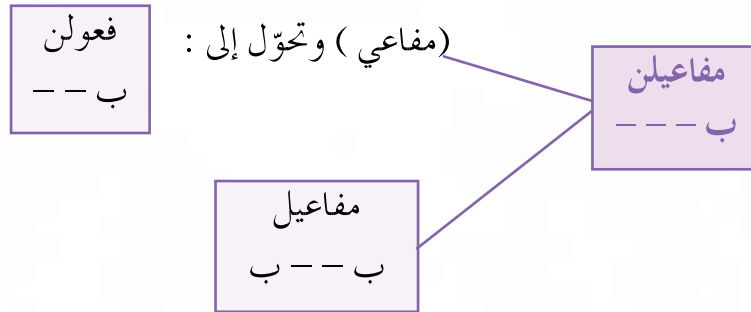 مفاعيلن
ب – – –
(مفاعي ) وتحوّل إلى :
فعولن
ب – –
مفاعيل
ب – – ب